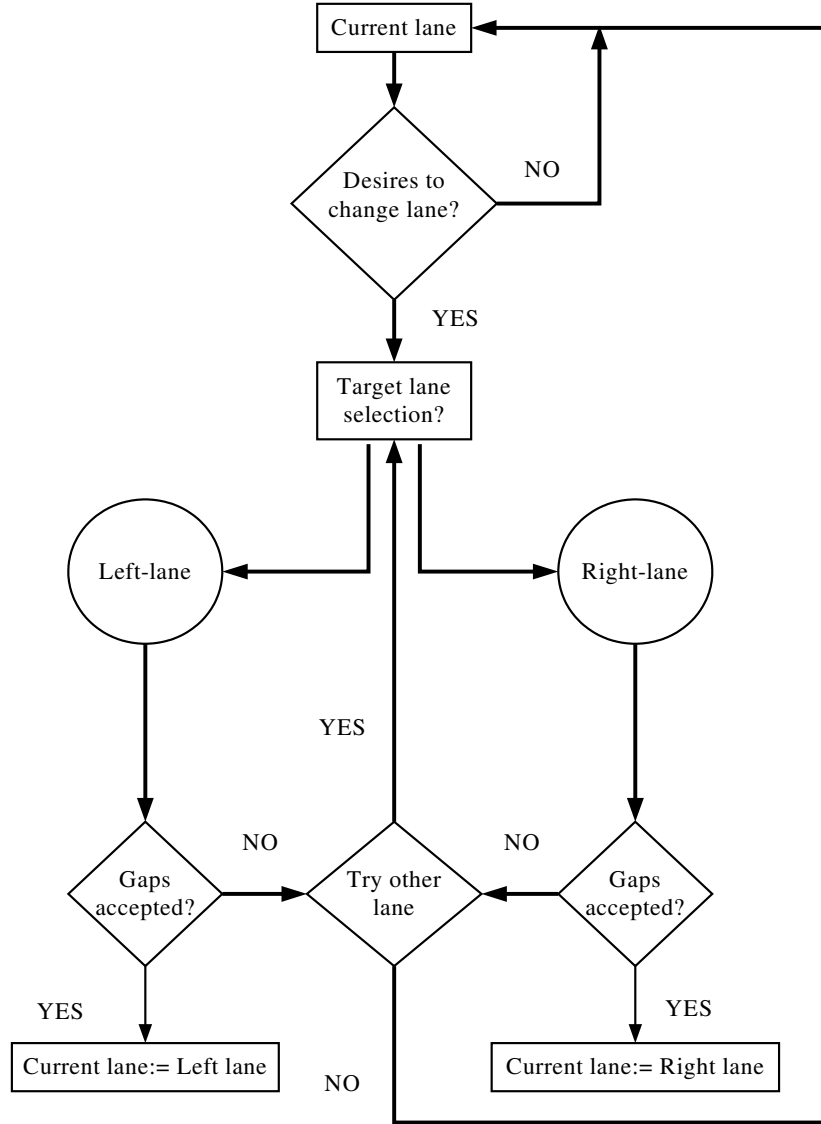 Current lane
Desires to
change lane?
NO
YES
Target lane
selection?
Left-lane
Right-lane
YES
NO
NO
Gaps
accepted?
Try other
lane
Gaps
accepted?
YES
YES
Current lane:= Left lane
NO
Current lane:= Right lane